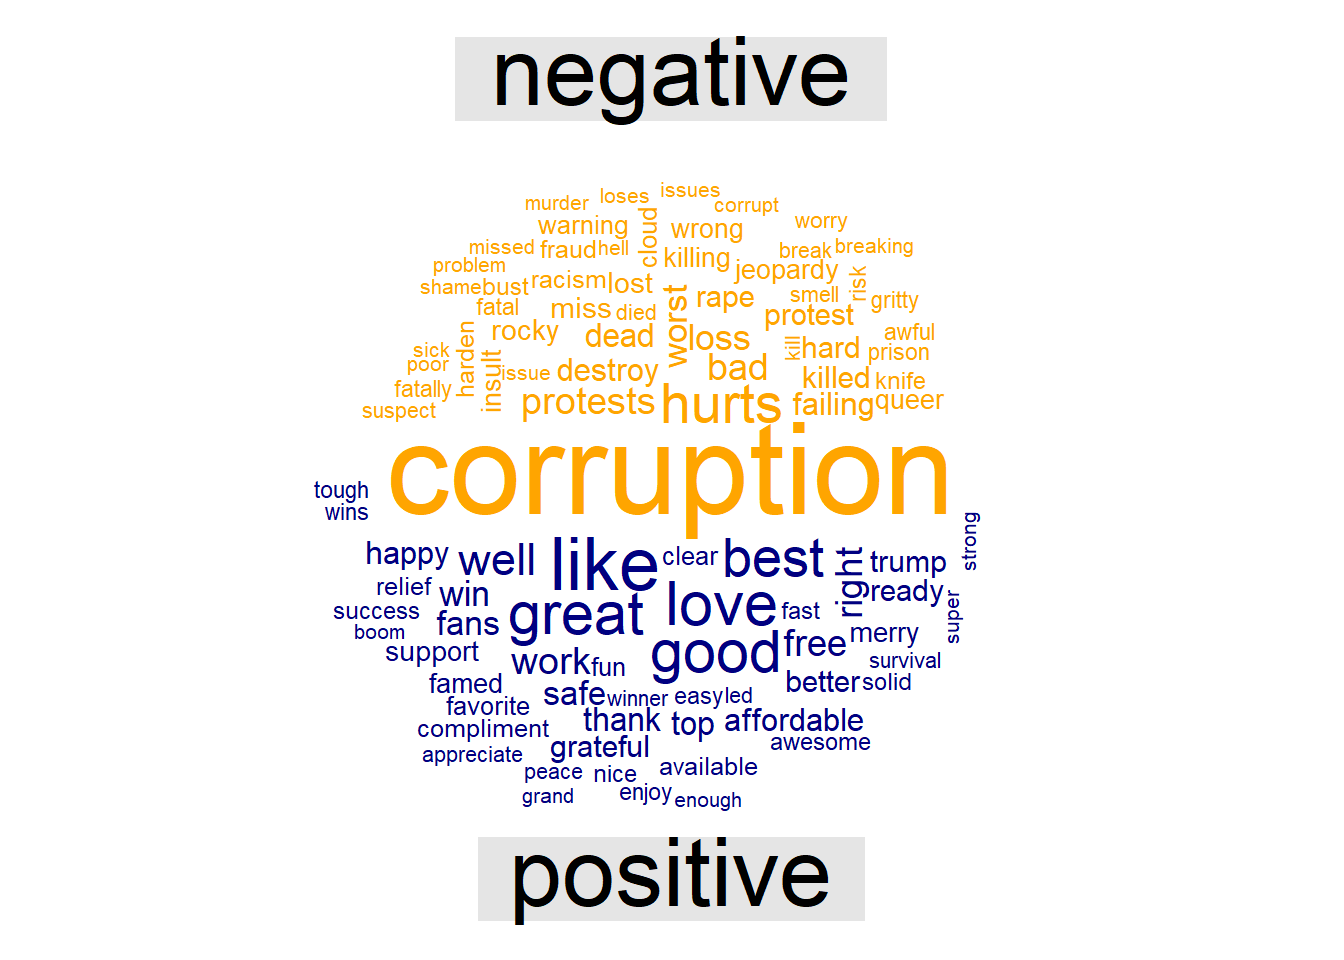 negative
murder
loses
issues
corrupt
warning
cloud
wrong
worry
missed
fraud
hell
killing
break
breaking
problem
racism
lost
jeopardy
shame
bust
rape
smell
risk
gritty
fatal
miss
died
worst
protest
rocky
dead
loss
kill
hard
awful
sick
prison
poor
harden
insult
issue
destroy
bad
killed
knife
fatally
suspect
protests
hurts
failing
queer
corruption
tough
wins
strong
happy
well
like
clear
best
right
trump
relief
win
great
love
fast
ready
success
boom
fans
good
free
merry
super
support
work
fun
survival
famed
safe
winner
easy
led
better
solid
favorite
compliment
thank
top
affordable
awesome
appreciate
grateful
peace
nice
available
grand
enjoy
enough
positive